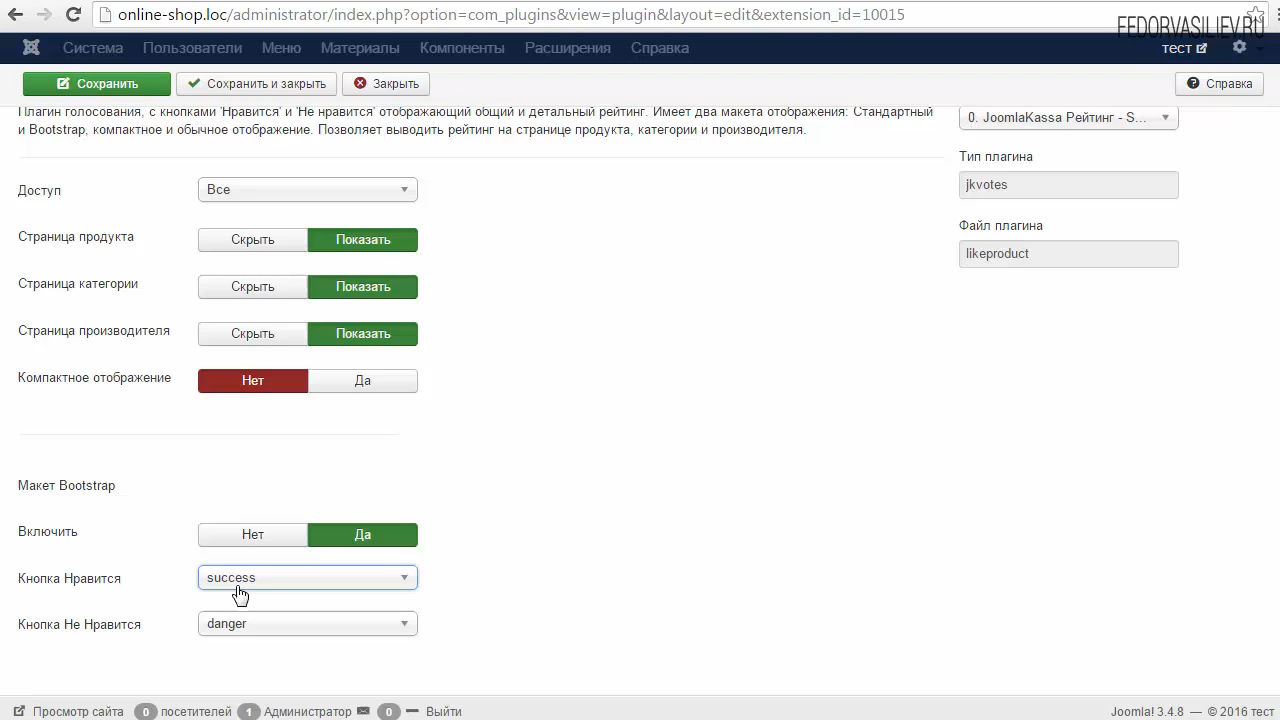 online-shop.loc/administrator/index.php?option=com_plugins&view=plugin&layout=edit&extension_id=10015
FEDORVASILIEV.RU
Система Пользователи Меню Материалы Компоненты Расширения Справка тест
Сохранить Сохранить и закрыть Закрыть Справка
Плагин голосования, с кнопками 'Нравится' и 'Не нравится' отображающий общий и детальный рейтинг. Имеет два макета отображения: Стандартный
и Bootstrap, компактное и обычное отображение. Позволяет выводить рейтинг на странице продукта, категории и производителя.
0. JoomlaKassa Рейтинг - S...
Тип плагина
jkvotes
Файл плагина
likeproduct
Доступ Все
Страница продукта Скрыть Показать
Страница категории Скрыть Показать
Страница производителя Скрыть Показать
Компактное отображение Нет Да
Макет Bootstrap
Включить Нет Да
Кнопка Нравится success
Кнопка Не Нравится danger
Просмотр сайта 0 посетителей 1 Администратор 0 Выйти Joomla! 3.4.8 — © 2016 тест